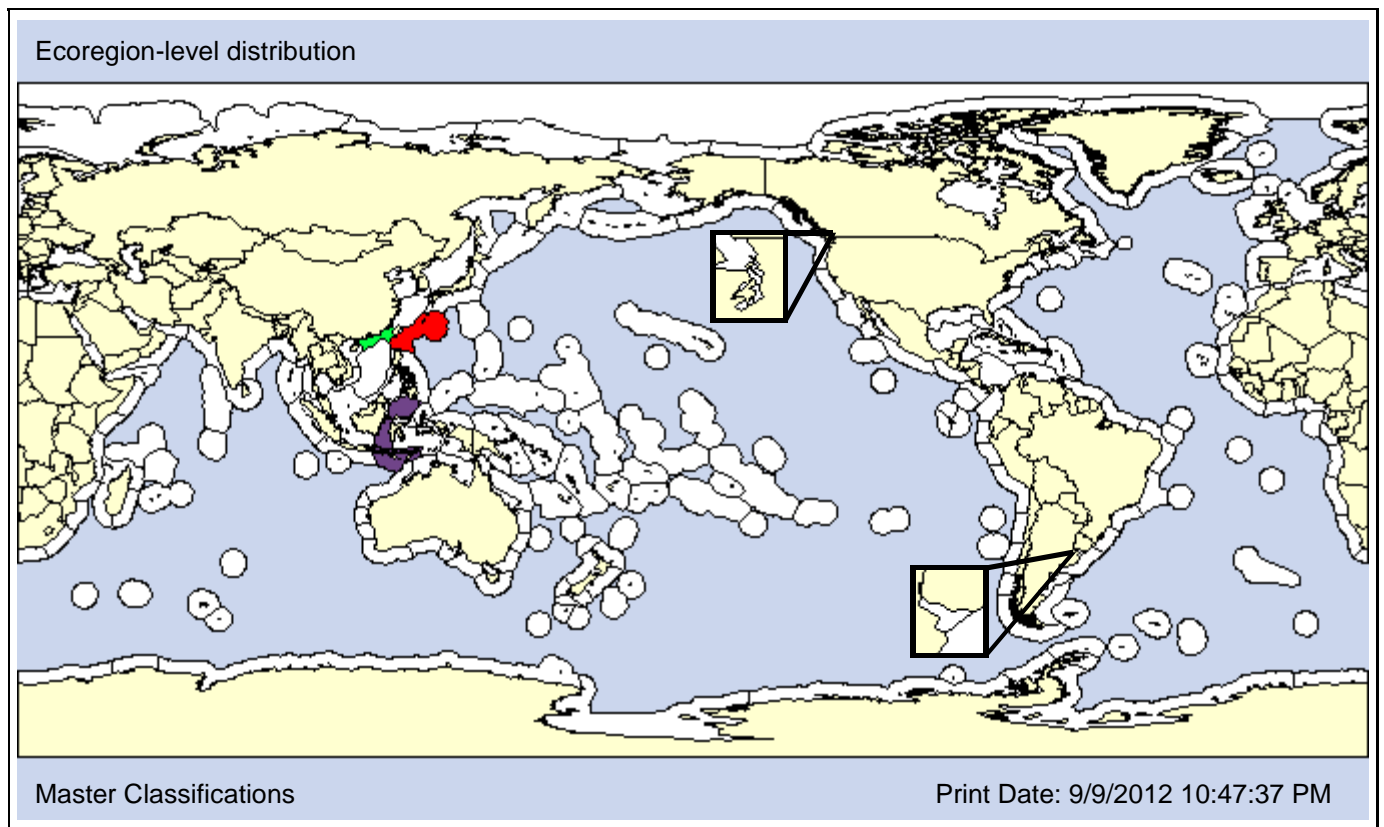 Ecoregion-level distribution
Master Classifications
Print Date: 9/9/2012 10:47:37 PM